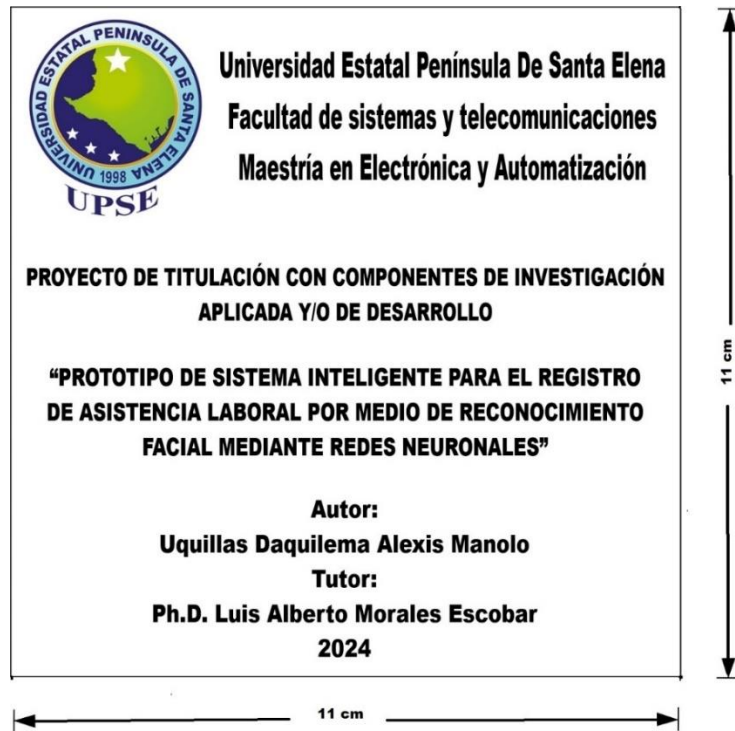 UNIVERSIDAD ESTATAL PENINSULA DE SANTA ELENA
1998
UPSE
Universidad Estatal Península De Santa Elena
Facultad de sistemas y telecomunicaciones
Maestría en Electrónica y Automatización
PROYECTO DE TITULACIÓN CON COMPONENTES DE INVESTIGACIÓN
APLICADA Y/O DE DESARROLLO
“PROTOTIPO DE SISTEMA INTELIGENTE PARA EL REGISTRO
DE ASISTENCIA LABORAL POR MEDIO DE RECONOCIMIENTO
FACIAL MEDIANTE REDES NEURONALES”
Autor:
Uquillas Daquilema Alexis Manolo
Tutor:
Ph.D. Luis Alberto Morales Escobar
2024
11 cm
11 cm